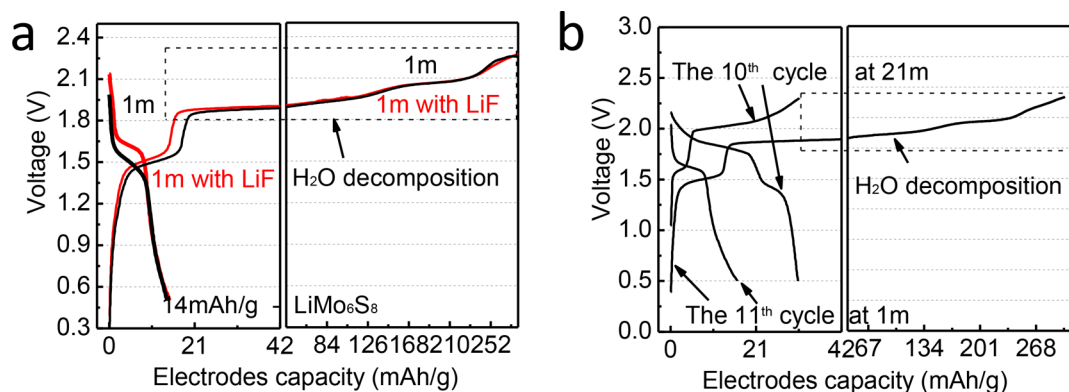 a
2.4
2.1
1.8
1.5
1.2
0.9
0.6
0.3
Voltage (V)
1m
1m
1m with LiF
1m with LiF
H₂O decomposition
14mAh/g
LiMo₆S₈
0 21 42 84 126 168 210 252
Electrodes capacity (mAh/g)
b
3.0
2.5
2.0
1.5
1.0
0.5
0.0
Voltage (V)
The 10th cycle
at 21m
H₂O decomposition
The 11th cycle
at 1m
0 21 42 67 134 201 268
Electrodes capacity (mAh/g)